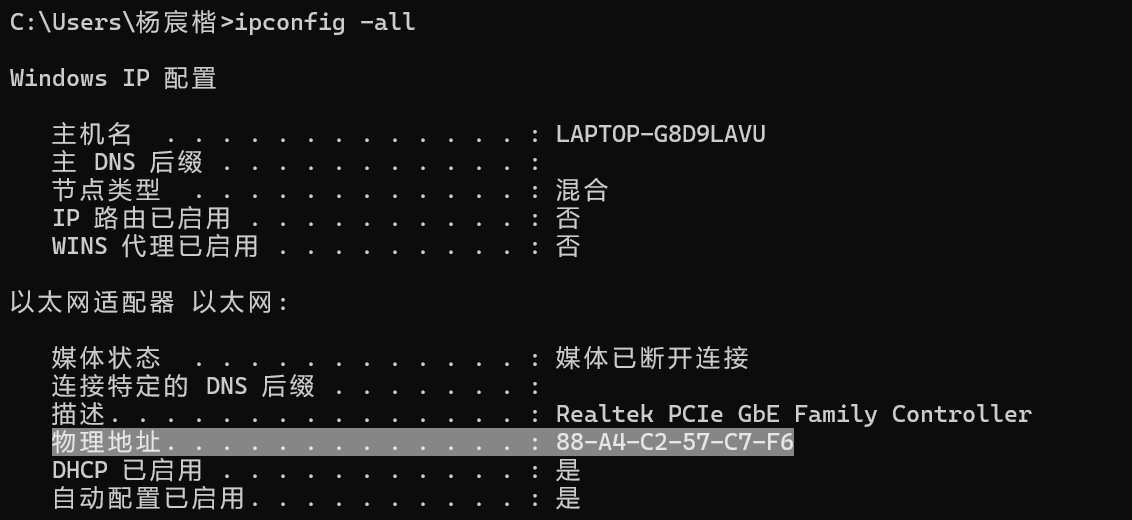 C:\Users\杨宸楷>ipconfig -all
Windows IP 配置
主机名 . . . . . . . . . . . . . : LAPTOP-G8D9LAVU
主 DNS 后缀 . . . . . . . . . . . :
节点类型 . . . . . . . . . . . . : 混合
IP 路由已启用 . . . . . . . . . . : 否
WINS 代理已启用 . . . . . . . . . : 否
以太网适配器 以太网:
媒体状态 . . . . . . . . . . . . : 媒体已断开连接
连接特定的 DNS 后缀 . . . . . . . :
描述. . . . . . . . . . . . . . . : Realtek PCIe GbE Family Controller
物理地址. . . . . . . . . . . . . : 88-A4-C2-57-C7-F6
DHCP 已启用 . . . . . . . . . . . : 是
自动配置已启用. . . . . . . . . . : 是